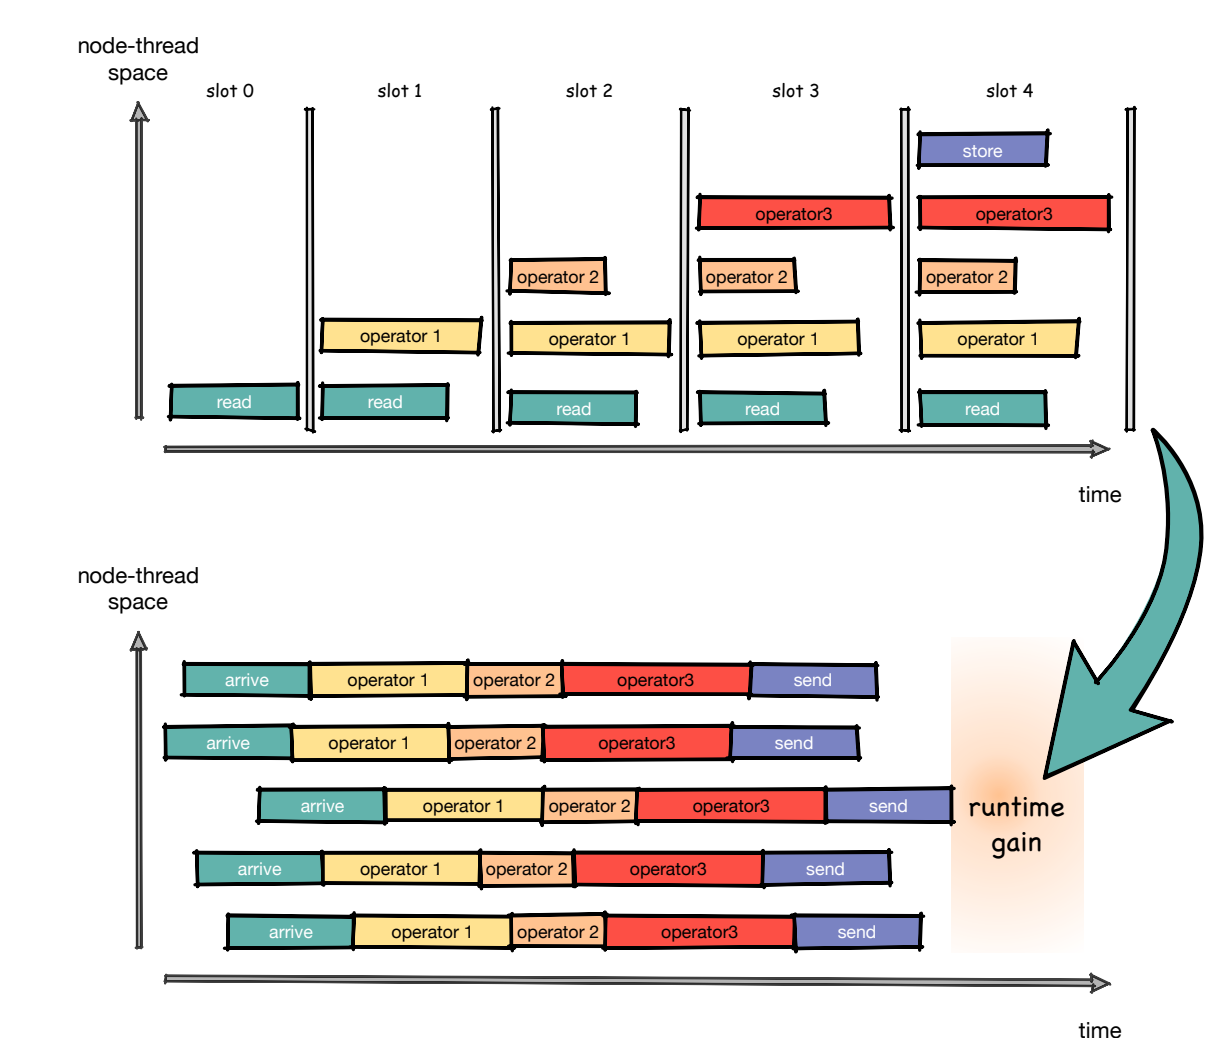 node-thread
space
slot 0
slot 1
slot 2
slot 3
slot 4
store
operator3
operator3
operator 2
operator 2
operator 2
operator 1
operator 1
operator 1
operator 1
read
read
read
read
read
time
node-thread
space
arrive
operator 1
operator 2
operator3
send
arrive
operator 1
operator 2
operator3
send
arrive
operator 1
operator 2
operator3
send
runtime
gain
arrive
operator 1
operator 2
operator3
send
arrive
operator 1
operator 2
operator3
send
time